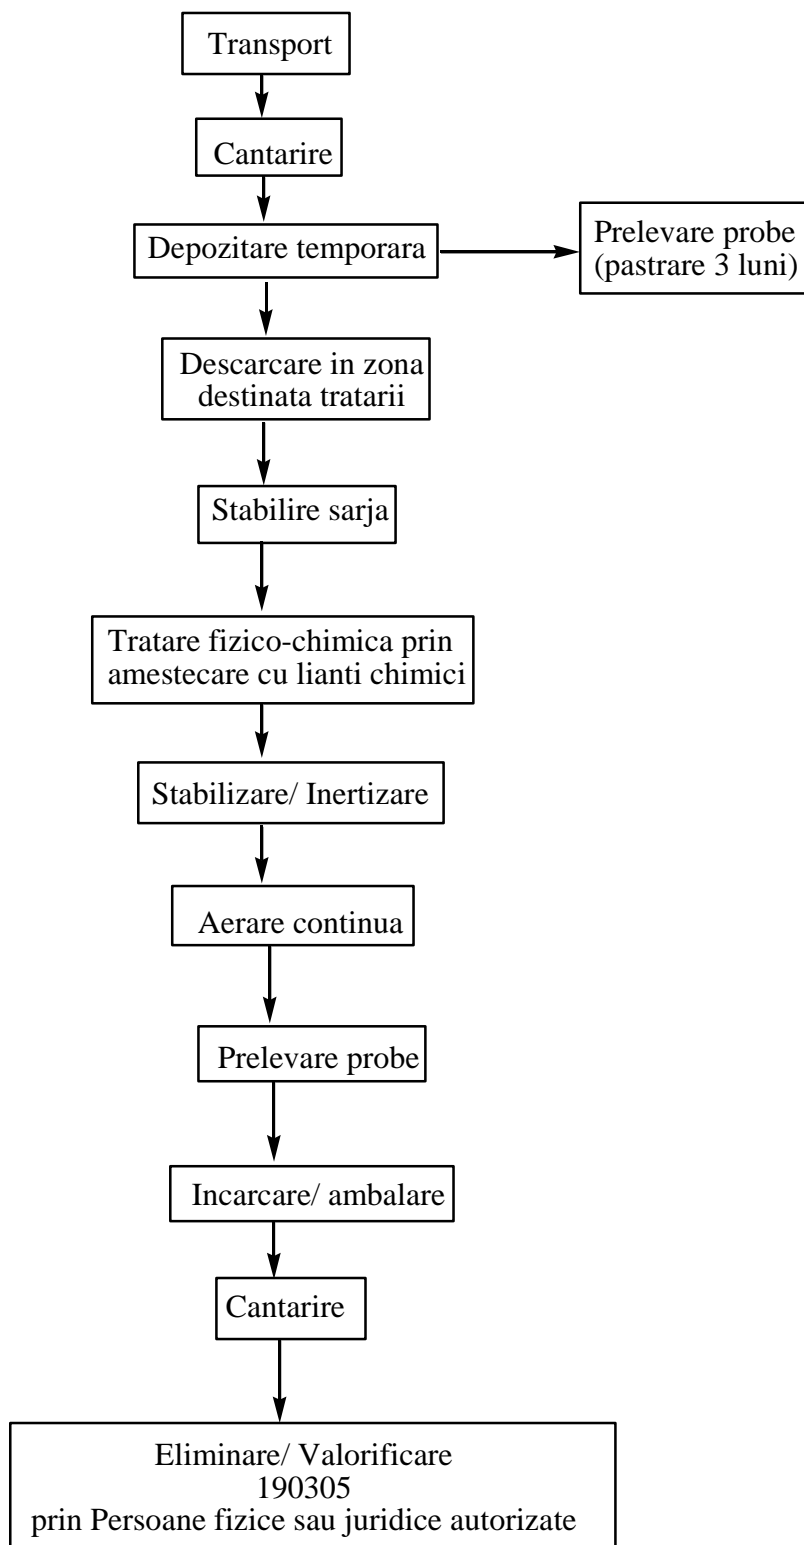 Transport
Cantarire
Depozitare temporara
Prelevare probe
(pastrare 3 luni)
Descarcare in zona
destinata tratarii
Stabilire sarja
Tratare fizico-chimica prin
amestecare cu lianti chimici
Stabilizare/ Inertizare
Aerare continua
Prelevare probe
Incarcare/ ambalare
Cantarire
Eliminare/ Valorificare
190305
prin Persoane fizice sau juridice autorizate